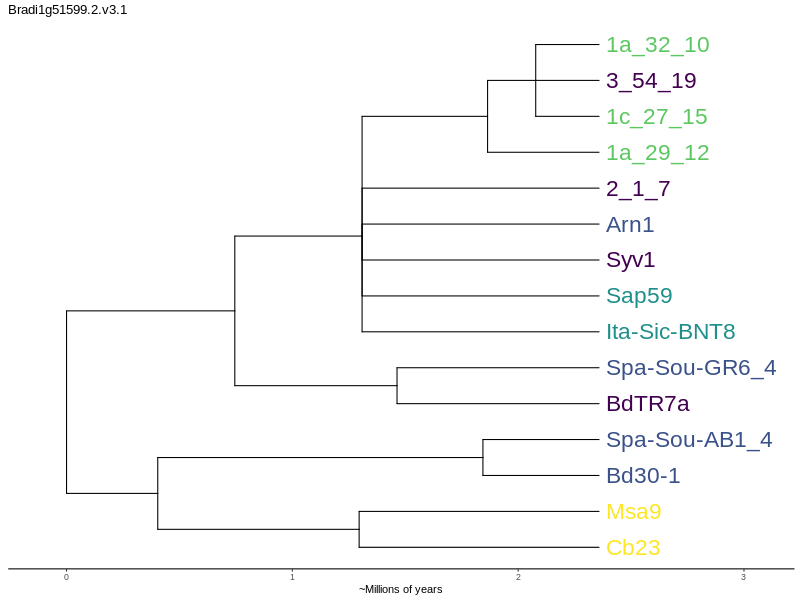 Bradi1g51599.2.v3.1
1a_32_10
3_54_19
1c_27_15
1a_29_12
2_1_7
Arn1
Syv1
Sap59
Ita-Sic-BNT8
Spa-Sou-GR6_4
BdTR7a
Spa-Sou-AB1_4
Bd30-1
Msa9
Cb23
0 1 2 3
~Millions of years